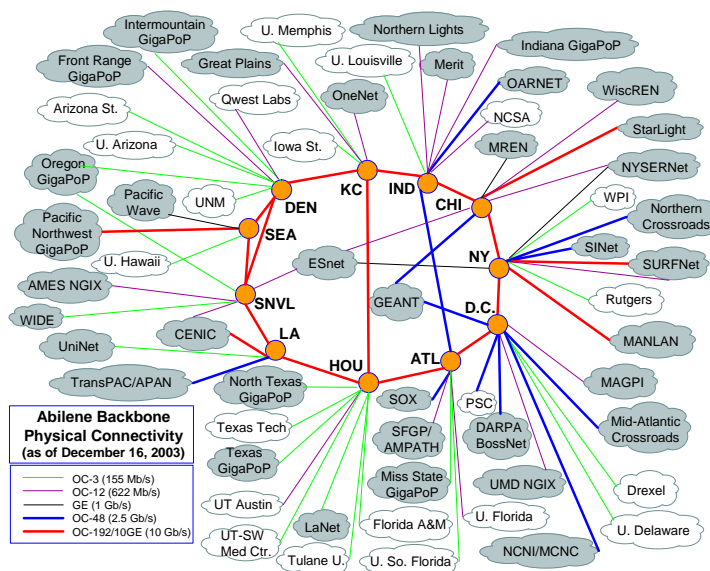 Intermountain
GigaPoP
U. Memphis
Northern Lights
Indiana GigaPoP
Front Range
GigaPoP
Great Plains
U. Louisville
Merit
OARNET
WiscREN
Arizona St.
Qwest Labs
OneNet
NCSA
StarLight
U. Arizona
Iowa St.
MREN
NYSERNet
Oregon
GigaPoP
Pacific
Wave
UNM
DEN
KC
IND
CHI
WPI
Northern
Crossroads
Pacific
Northwest
GigaPoP
SEA
U. Hawaii
ESnet
NY
SINet
SURFNet
AMES NGIX
SNVL
GEANT
Rutgers
WIDE
CENIC
LA
D.C.
MANLAN
UniNet
HOU
ATL
TransPAC/APAN
North Texas
GigaPoP
SOX
PSC
MAGPI
Texas Tech
SFGP/
AMPATH
DARPA
BossNet
Mid-Atlantic
Crossroads
Texas
GigaPoP
Miss State
GigaPoP
UMD NGIX
Drexel
UT Austin
LaNet
Florida A&M
U. Florida
U. Delaware
UT-SW
Med Ctr.
Tulane U.
U. So. Florida
NCNI/MCNC
Abilene Backbone
Physical Connectivity
(as of December 16, 2003)
OC-3 (155 Mb/s)
OC-12 (622 Mb/s)
GE (1 Gb/s)
OC-48 (2.5 Gb/s)
OC-192/10GE (10 Gb/s)